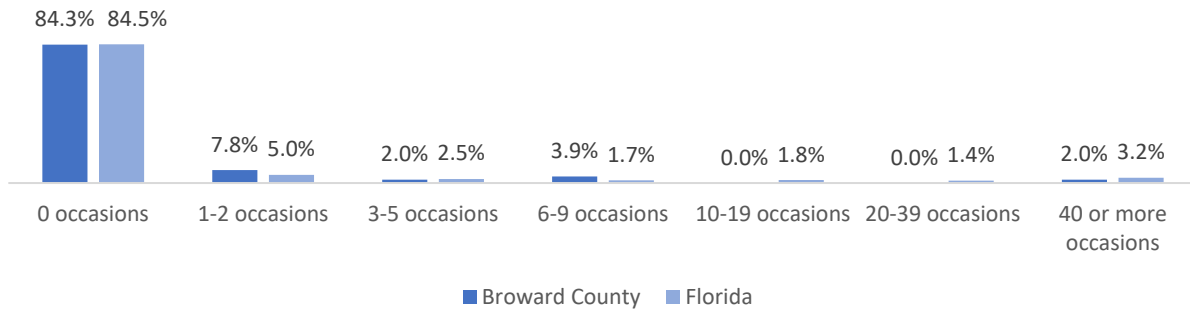 84.3% 84.5%
7.8% 5.0%
2.0% 2.5%
3.9% 1.7%
0.0% 1.8%
0.0% 1.4%
2.0% 3.2%
0 occasions
1-2 occasions
3-5 occasions
6-9 occasions
10-19 occasions
20-39 occasions
40 or more
occasions
Broward County
Florida